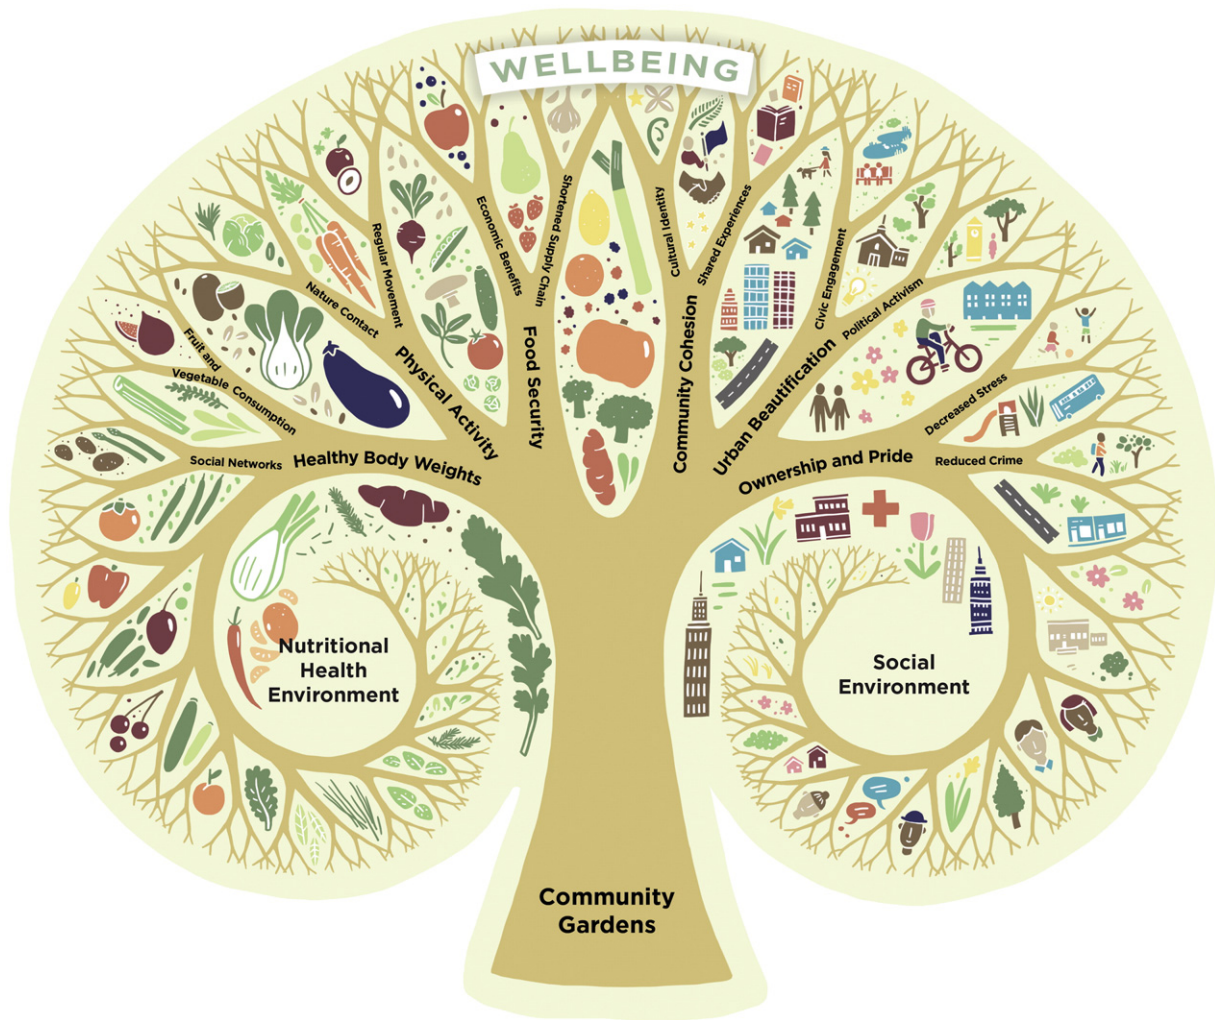 WELLBEING
Economic Benefits
Shortened Supply Chain
Cultural Identity
Shared Experiences
Regular Movement
Nature Contact
Civic Engagement
Political Activism
Fruit and
Vegetable Consumption
Physical Activity
Food Security
Community Cohesion
Urban Beautification
Decreased Stress
Social Networks
Healthy Body Weights
Ownership and Pride
Reduced Crime
Nutritional
Health
Environment
Social
Environment
Community
Gardens